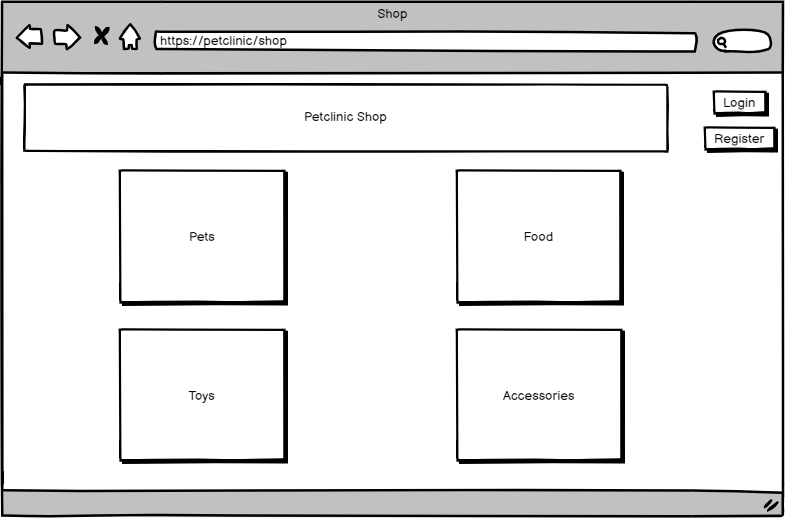 Shop
https://petclinic/shop
Petclinic Shop
Login
Register
Pets
Food
Toys
Accessories